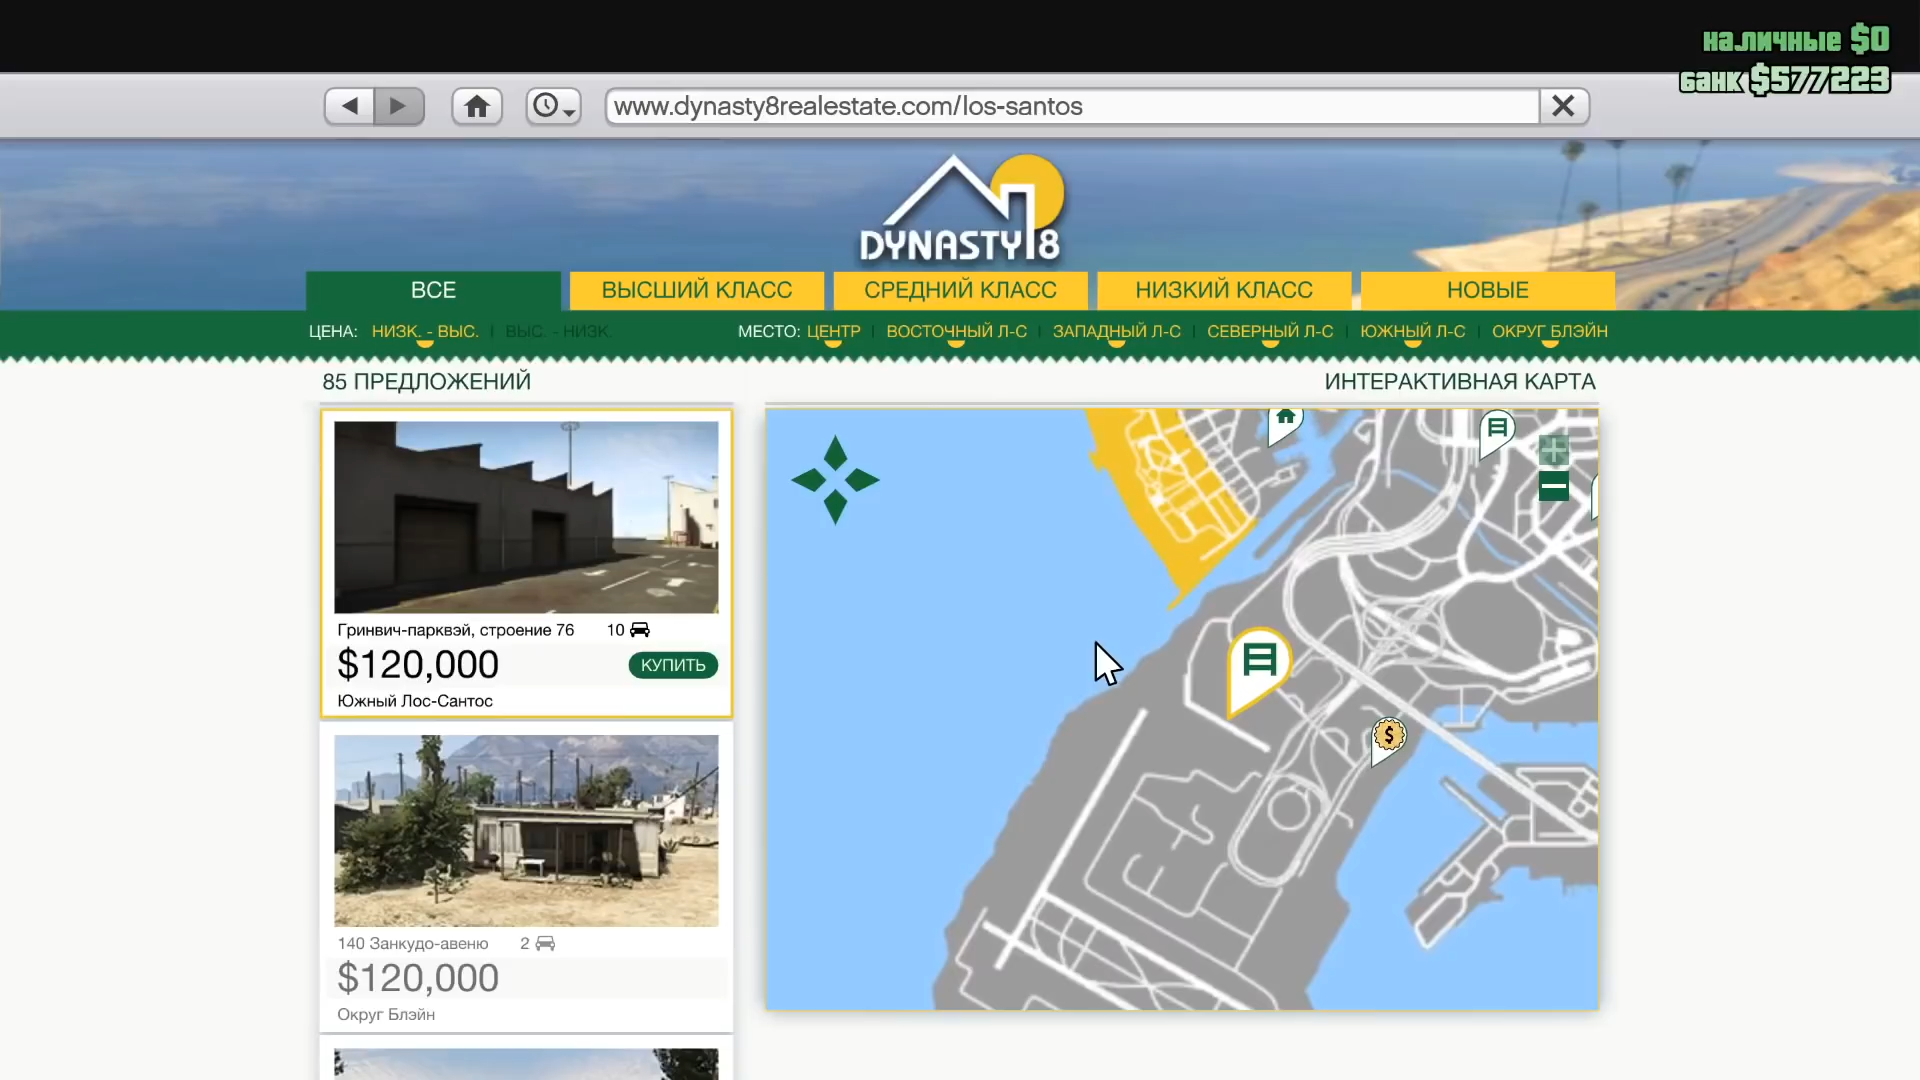 наличные $0
банк $577223
www.dynasty8realestate.com/los-santos
DYNASTY8
ВСЕ
ВЫСШИЙ КЛАСС
СРЕДНИЙ КЛАСС
НИЗКИЙ КЛАСС
НОВЫЕ
ЦЕНА: НИЗК. - ВЫС. | ВЫС. - НИЗК.
МЕСТО: ЦЕНТР | ВОСТОЧНЫЙ Л-С | ЗАПАДНЫЙ Л-С | СЕВЕРНЫЙ Л-С | ЮЖНЫЙ Л-С | ОКРУГ БЛЭЙН
85 ПРЕДЛОЖЕНИЙ
ИНТЕРАКТИВНАЯ КАРТА
Гринвич-парквэй, строение 76 10
$120,000
КУПИТЬ
Южный Лос-Сантос
140 Занкудо-авеню 2
$120,000
Округ Блэйн
$